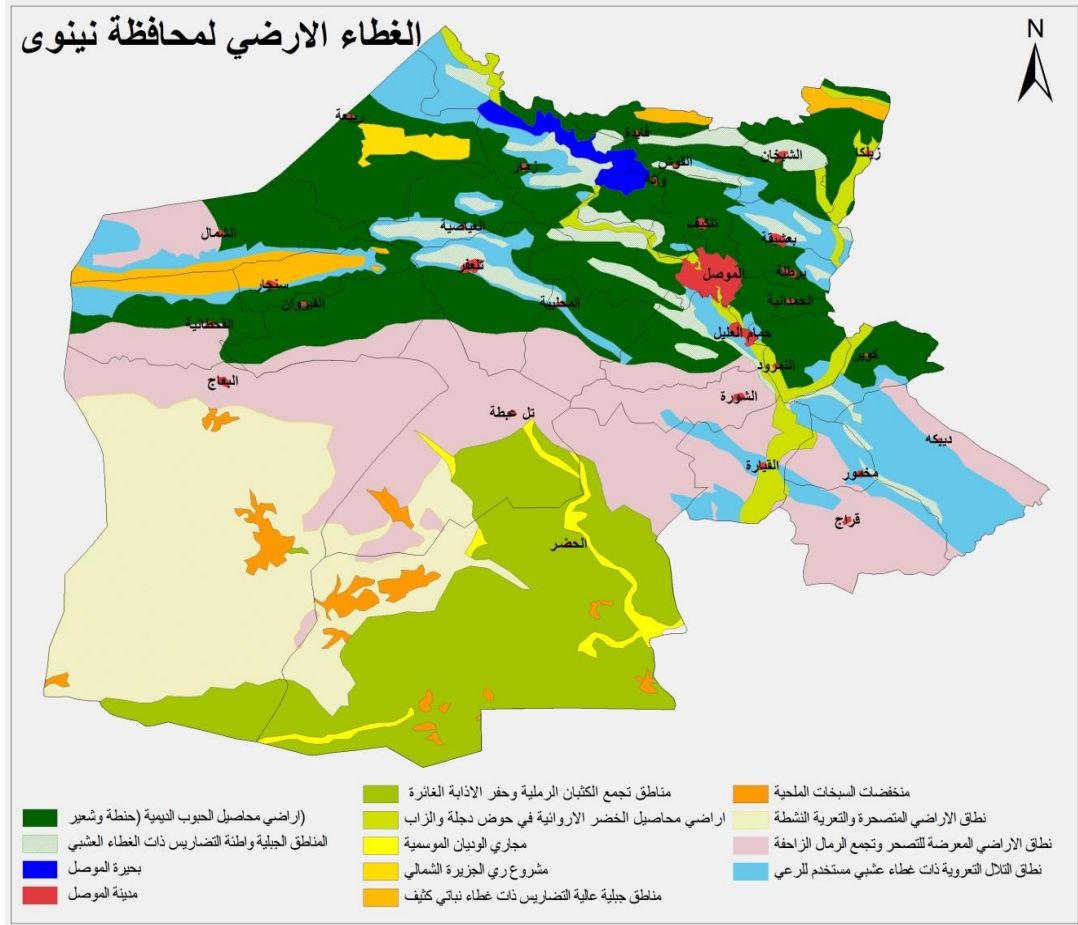 الغطاء الارضي لمحافظة نينوى
N
ربيعة
فايدة
زمار
القوش
وانة
الشيخان
زيلكا
الشمال
العياضية
تلكيف
بعشيقة
سنجار
تلعفر
الموصل
برطلة
القيروان
المحلبية
الحمدانية
القحطانية
حمام العليل
البعاج
النمرود
كوير
تل عبطة
الشورة
ديبكه
القيارة
مخمور
قراج
الحضر
اراضي محاصيل الحبوب الديمية (حنطة وشعير)
المناطق الجبلية واطئة التضاريس ذات الغطاء العشبي
بحيرة الموصل
مدينة الموصل
مناطق تجمع الكثبان الرملية وحفر الاذابة الغائرة
اراضي محاصيل الخضر الاروائية في حوض دجلة والزاب
مجاري الوديان الموسمية
مشروع ري الجزيرة الشمالي
مناطق جبلية عالية التضاريس ذات غطاء نباتي كثيف
منخفضات السبخات الملحية
نطاق الاراضي المتصحرة والتعرية النشطة
نطاق الاراضي المعرضة للتصحر وتجمع الرمال الزاحفة
نطاق التلال التعروية ذات غطاء عشبي مستخدم للرعي